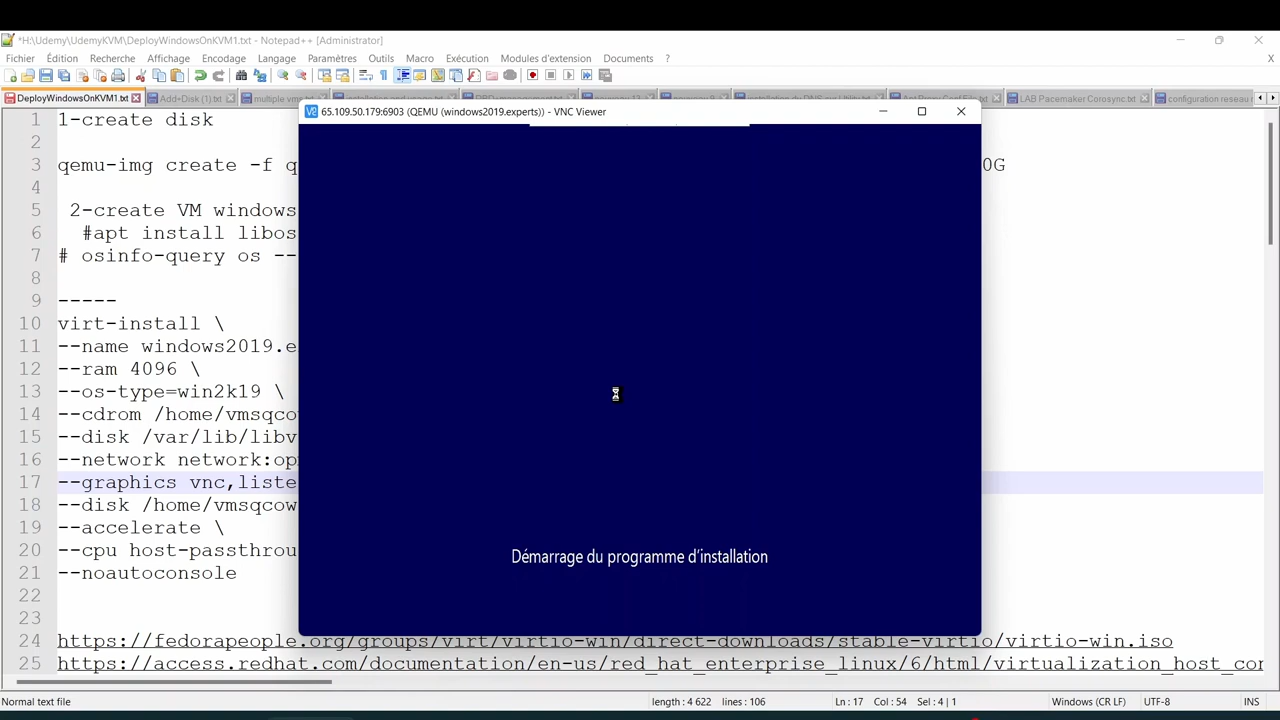 *H:\Udemy\UdemyKVM\DeployWindowsOnKVM1.txt - Notepad++ [Administrator]
Fichier Édition Recherche Affichage Encodage Langage Paramètres Outils Macro Exécution Modules d'extension Documents ?
X
DeployWindowsOnKVM1.txt Add+Disk (1).txt LAB Pacemaker Corosync.txt
65.109.50.179:6903 (QEMU (windows2019.experts)) - VNC Viewer
1 1-create disk
2
3 qemu-img create -f q 0G
4
5 2-create VM windows
6 #apt install libos
7 # osinfo-query os --
8
9 -----
10 virt-install \
11 --name windows2019.e
12 --ram 4096 \
13 --os-type=win2k19 \
14 --cdrom /home/vmsqcow
15 --disk /var/lib/libv
16 --network network:op
17 --graphics vnc,liste
18 --disk /home/vmsqcow
19 --accelerate \
20 --cpu host-passthrou
21 --noautoconsole
22
23
24 https://fedorapeople.org/groups/virt/virtio-win/direct-downloads/stable-virtio/virtio-win.iso
25 https://access.redhat.com/documentation/en-us/red_hat_enterprise_linux/6/html/virtualization_host_con
Démarrage du programme d'installation
Normal text file length : 4 622 lines : 106 Ln : 17 Col : 54 Sel : 4 | 1 Windows (CR LF) UTF-8 INS